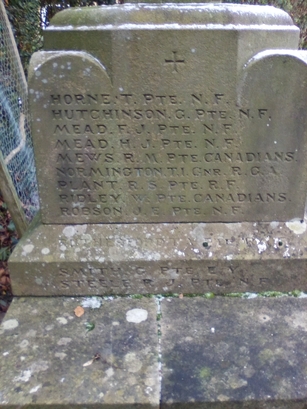 HORNE. T. PTE. N. F.
HUTCHINSON. G. PTE. N. F.
MEAD. F. J. PTE. N. F.
MEAD. H. J. PTE. N. F.
MEWS. R. M. PTE. CANADIANS.
NORMINGTON. T. I. GNR. R. G. A.
PLANT. R. S. PTE. R. F.
RIPLEY. W. PTE. CANADIANS.
ROBSON. J. E. PTE. N. F.
SMITH. G. PTE. E. Y.
STEELE. R. J. PTE. N. F.